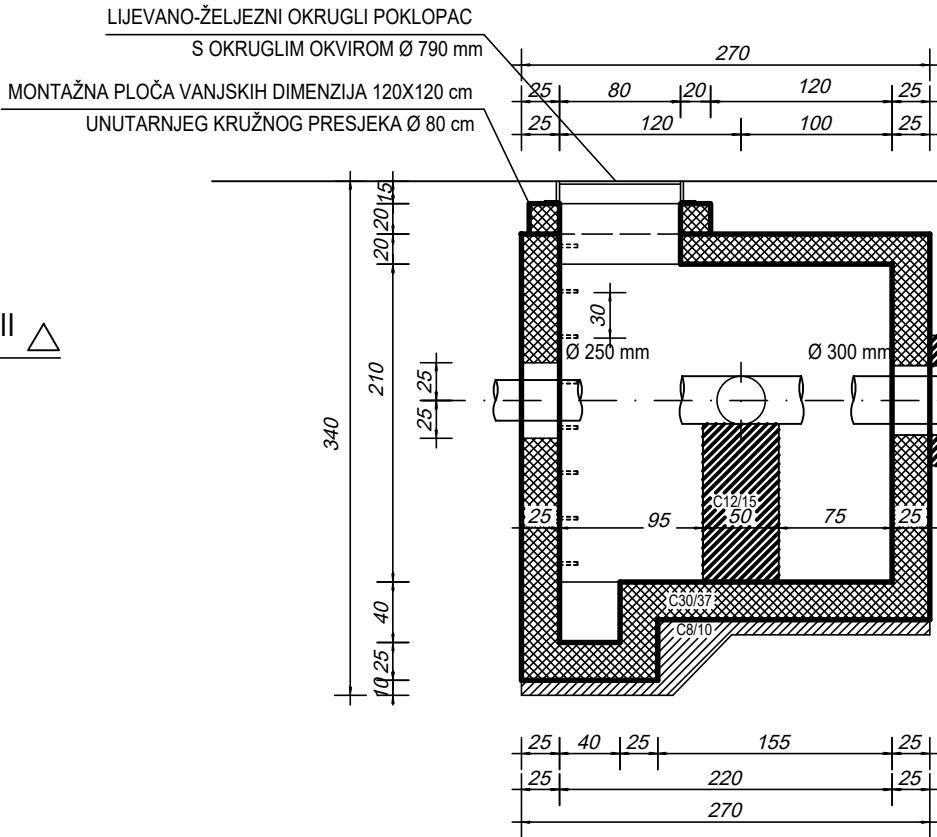 LIJEVANO-ŽELJEZNI OKRUGLI POKLOPAC
S OKRUGLIM OKVIROM Ø 790 mm
MONTAŽNA PLOČA VANJSKIH DIMENZIJA 120X120 cm
UNUTARNJEG KRUŽNOG PRESJEKA Ø 80 cm
270
25 80 20 120 25
25 120 100 25
15
20
20
30
II
Ø 250 mm Ø 300 mm
210
25
25
340
C12/15
25 95 50 75 25
40
C30/37
C8/10
25
10
25 40 25 155 25
25 220 25
270